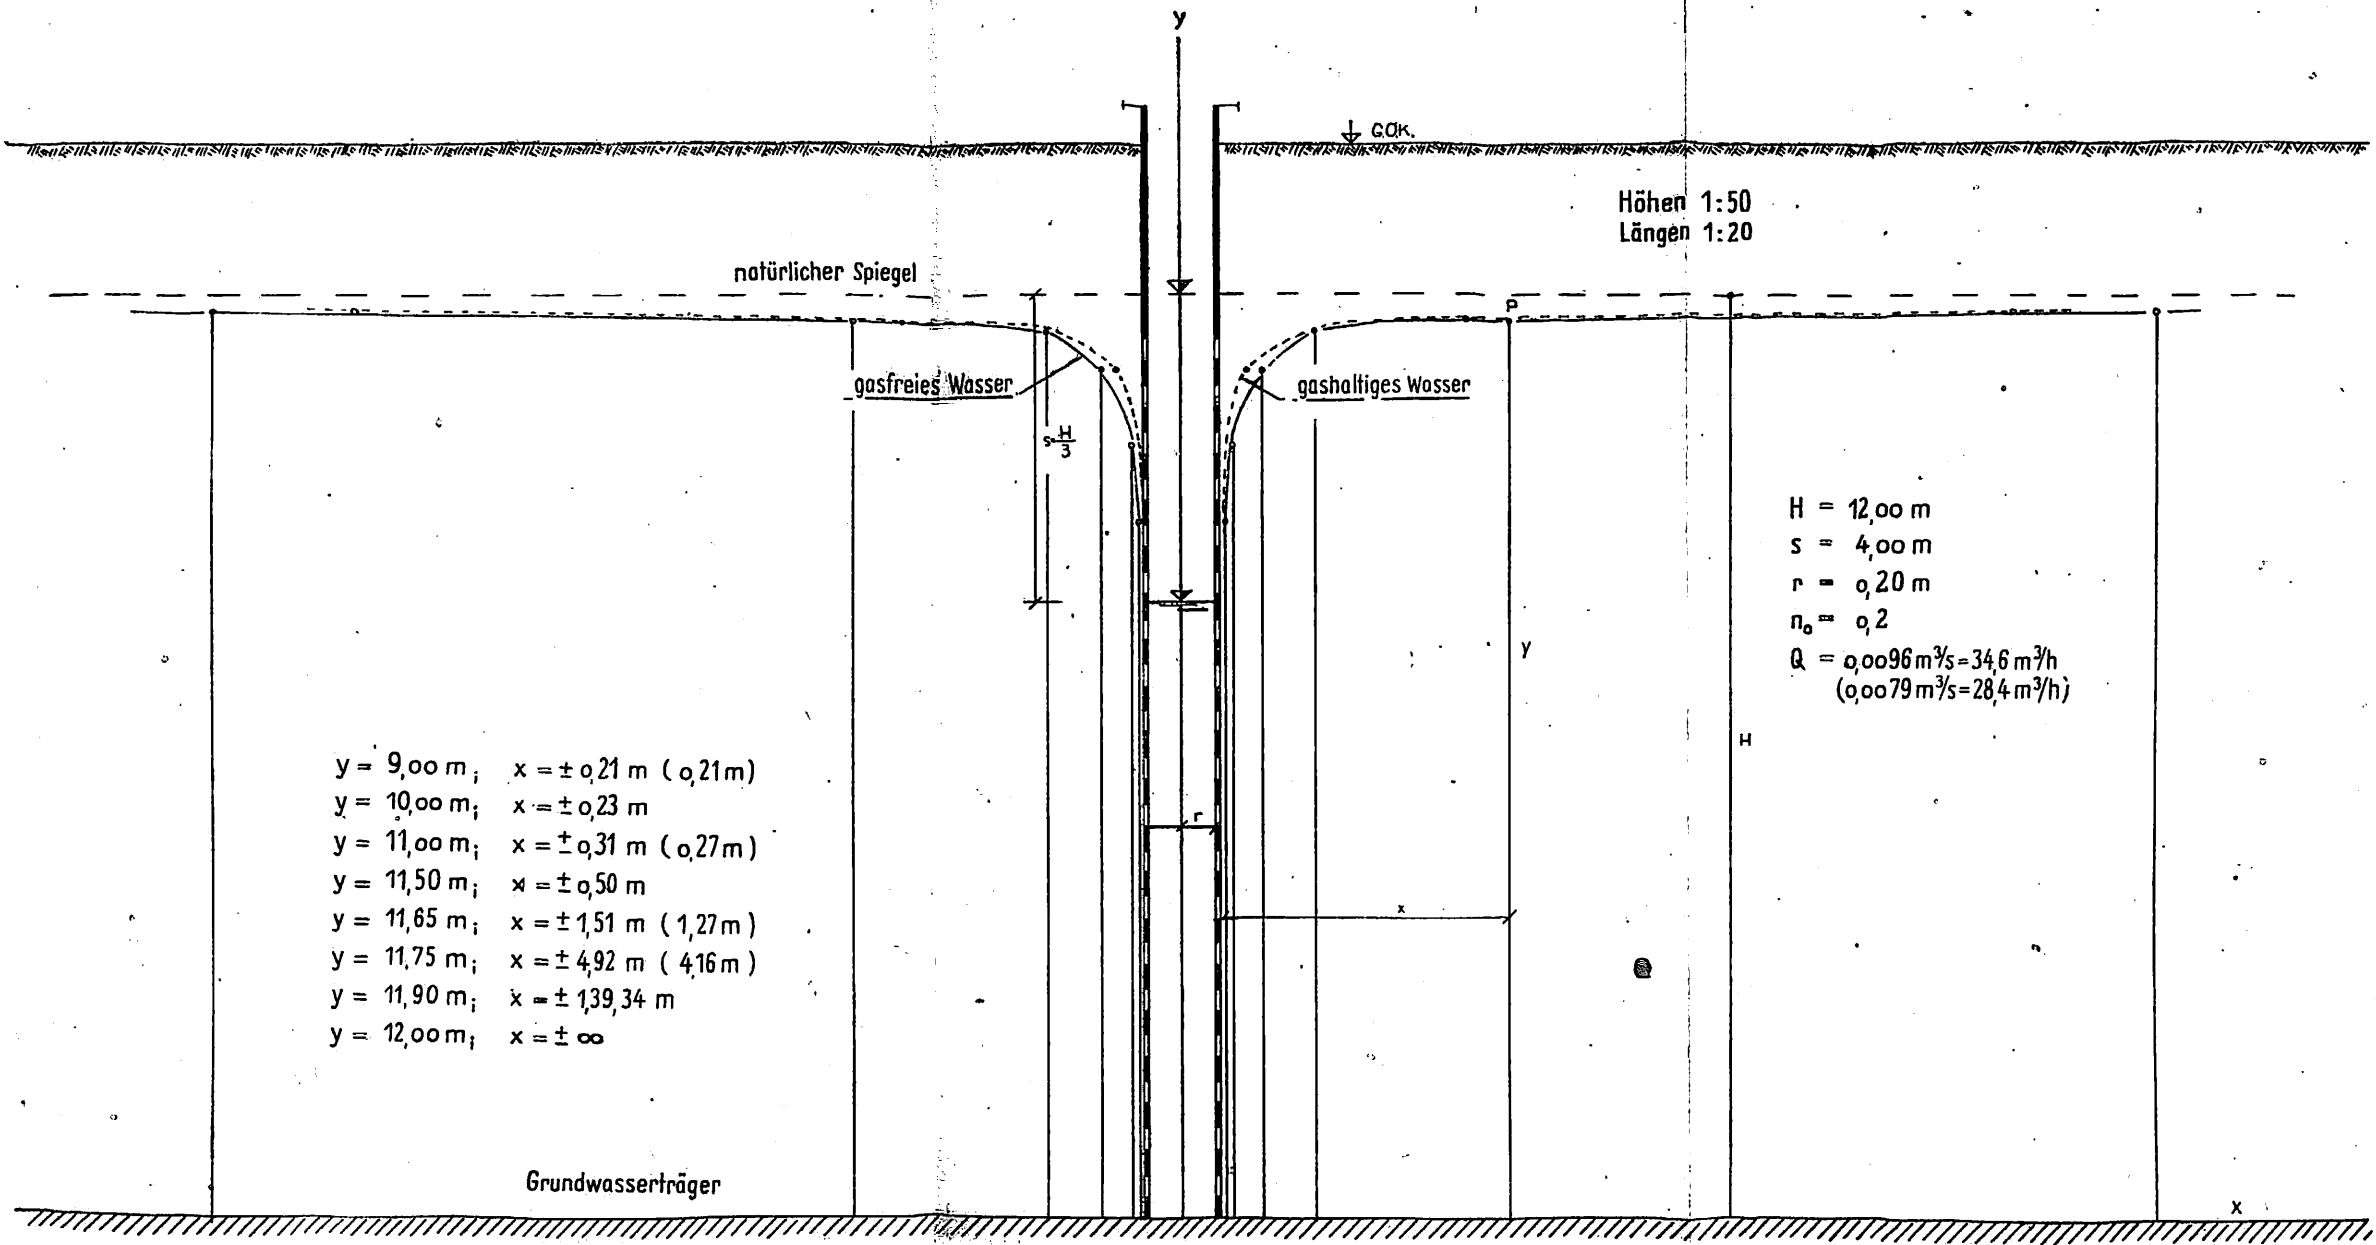 y
G.O.K.
Höhen 1:50
Längen 1:20
natürlicher Spiegel
P
gasfreies Wasser
gashaltiges Wasser
s=H/3
H = 12,00 m
s = 4,00 m
r = 0,20 m
n₀ = 0,2
Q = 0,0096 m³/s = 34,6 m³/h
(0,0079 m³/s = 28,4 m³/h)
y
H
r
x
y = 9,00 m; x = ± 0,21 m (0,21 m)
y = 10,00 m; x = ± 0,23 m
y = 11,00 m; x = ± 0,31 m (0,27 m)
y = 11,50 m; x = ± 0,50 m
y = 11,65 m; x = ± 1,51 m (1,27 m)
y = 11,75 m; x = ± 4,92 m (4,16 m)
y = 11,90 m; x = ± 139,34 m
y = 12,00 m; x = ± ∞
Grundwasserträger
x